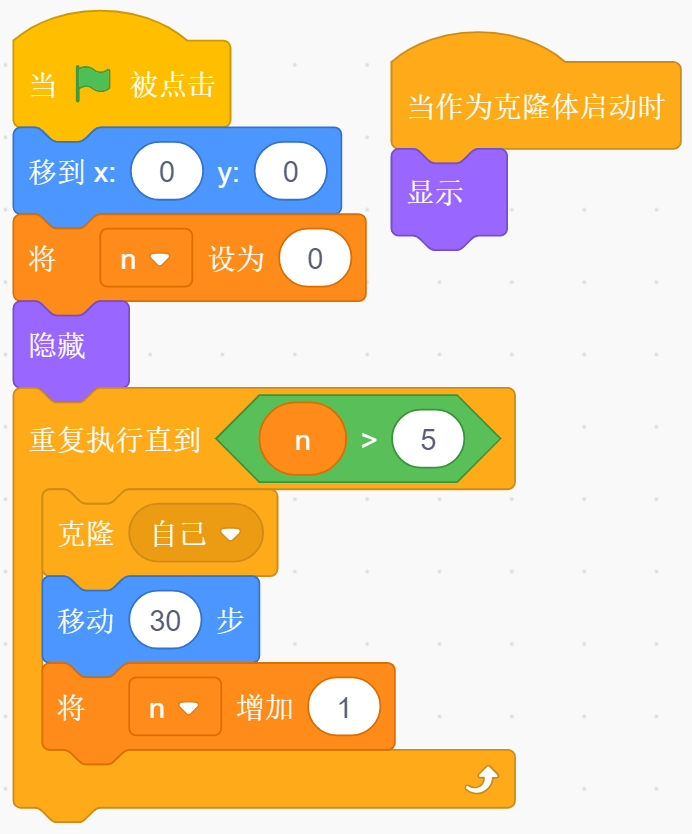 当 被点击
移到 x: 0 y: 0
将 n 设为 0
隐藏
重复执行直到 n > 5
克隆 自己
移动 30 步
将 n 增加 1
当作为克隆体启动时
显示